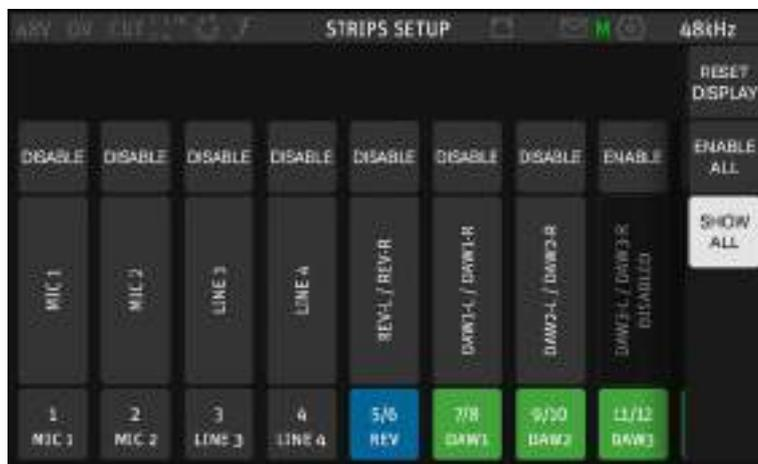 48V ØV CUT
STRIPS SETUP
M
48kHz
RESET
DISPLAY
DISABLE DISABLE DISABLE DISABLE DISABLE DISABLE DISABLE ENABLE
ENABLE
ALL
SHOW
ALL
MIC 1
MIC 2
LINE 3
LINE 4
REV-L / REV-R
DAW1-L / DAW1-R
DAW2-L / DAW2-R
DAW3-L / DAW3-R
DISABLED
1 2 3 4 5/6 7/8 9/10 11/12
MIC 1 MIC 2 LINE 3 LINE 4 REV DAW1 DAW2 DAW3